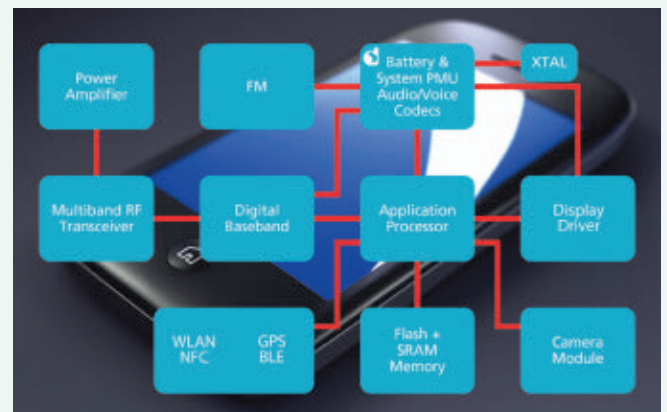 Power
Amplifier
FM
Battery &
System PMU
Audio/Voice
Codecs
XTAL
Multiband RF
Transceiver
Digital
Baseband
Application
Processor
Display
Driver
WLAN GPS
NFC BLE
Flash +
SRAM
Memory
Camera
Module